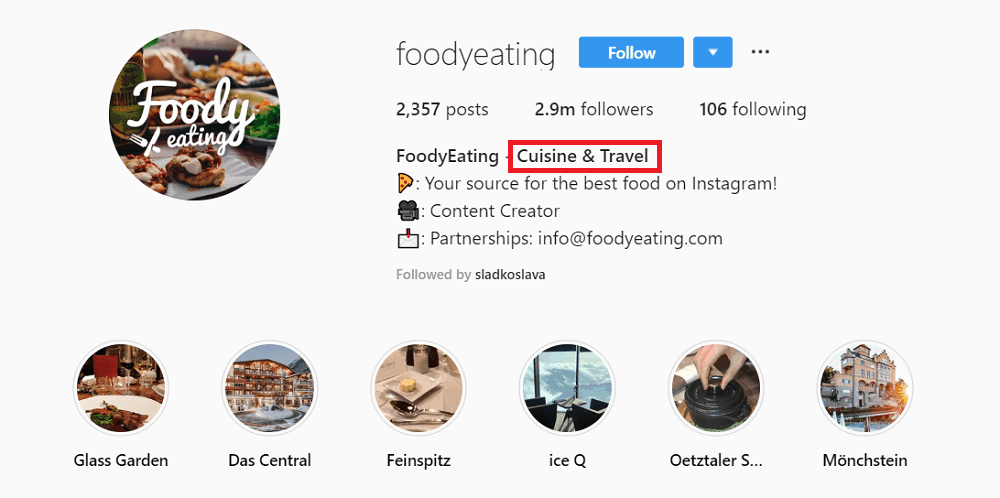 foodyeating Follow
2,357 posts 2.9m followers 106 following
Foody
eating
FoodyEating - Cuisine & Travel
: Your source for the best food on Instagram!
: Content Creator
: Partnerships: info@foodyeating.com
Followed by sladkoslava
Glass Garden Das Central Feinspitz ice Q Oetztaler S... Mönchstein